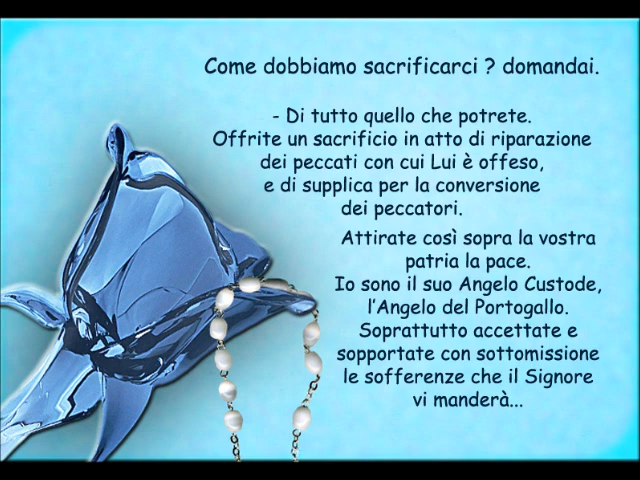 Come dobbiamo sacrificarci ? domandai.
- Di tutto quello che potrete.
Offrite un sacrificio in atto di riparazione
dei peccati con cui Lui è offeso,
e di supplica per la conversione
dei peccatori.
Attirate così sopra la vostra
patria la pace.
Io sono il suo Angelo Custode,
l'Angelo del Portogallo.
Soprattutto accettate e
sopportate con sottomissione
le sofferenze che il Signore
vi manderà...